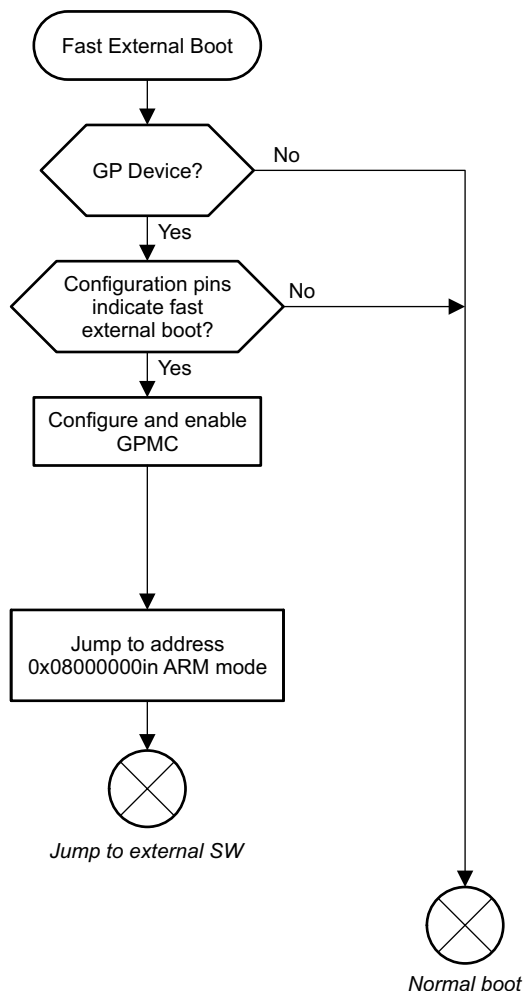 Fast External Boot
GP Device?
No
Yes
Configuration pins
indicate fast
external boot?
No
Yes
Configure and enable
GPMC
Jump to address
0x08000000in ARM mode
Jump to external SW
Normal boot